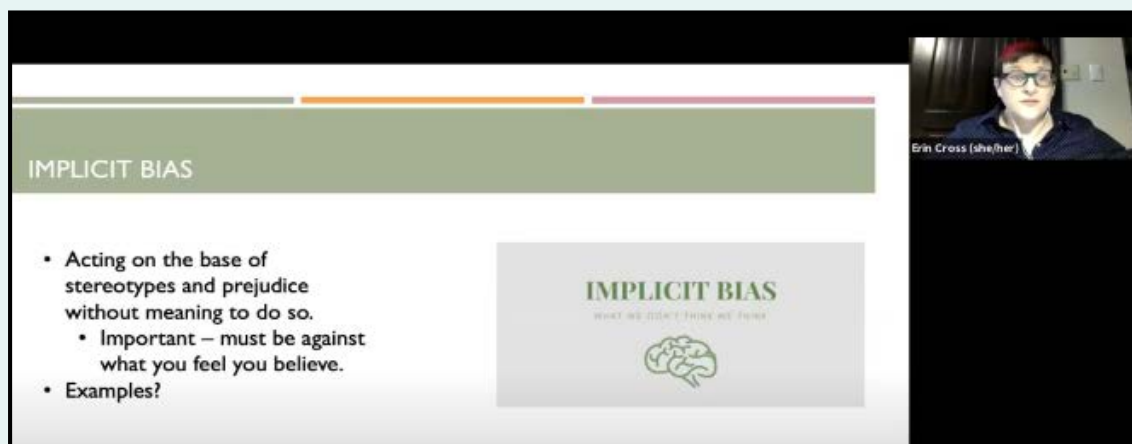 IMPLICIT BIAS
• Acting on the base of
stereotypes and prejudice
without meaning to do so.
• Important – must be against
what you feel you believe.
• Examples?
IMPLICIT BIAS
WHAT WE DON'T THINK WE THINK
Erin Cross (she/her)